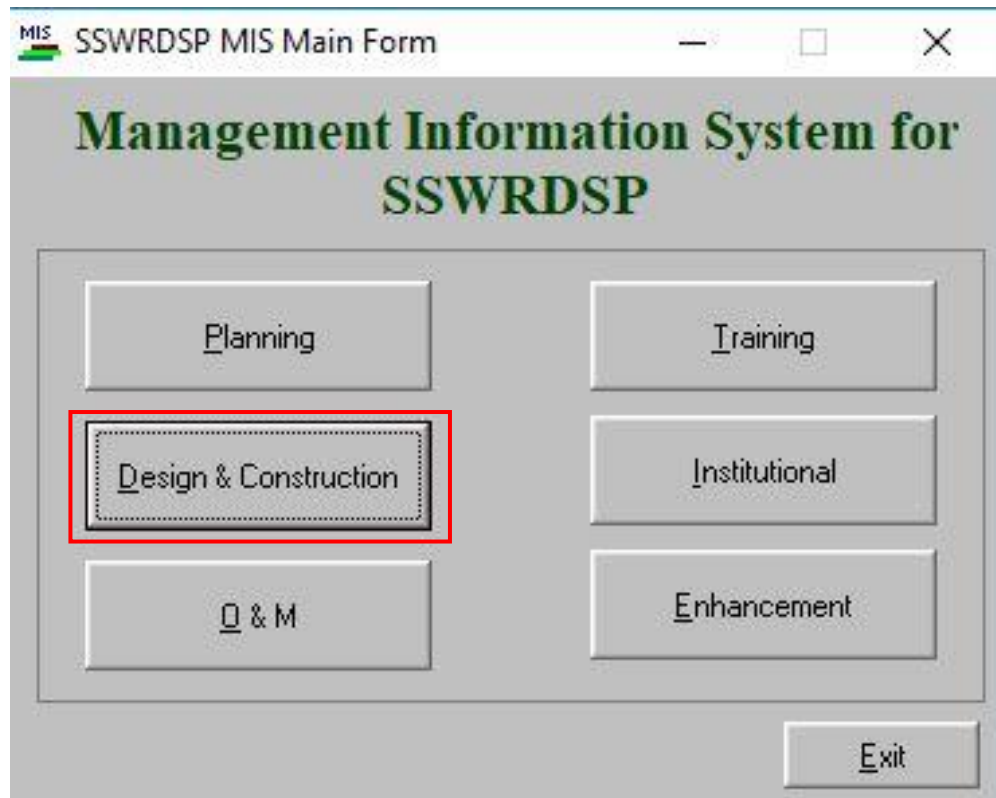 MIS SSWRDSP MIS Main Form
Management Information System for
SSWRDSP
Planning
Training
Design & Construction
Institutional
O & M
Enhancement
Exit